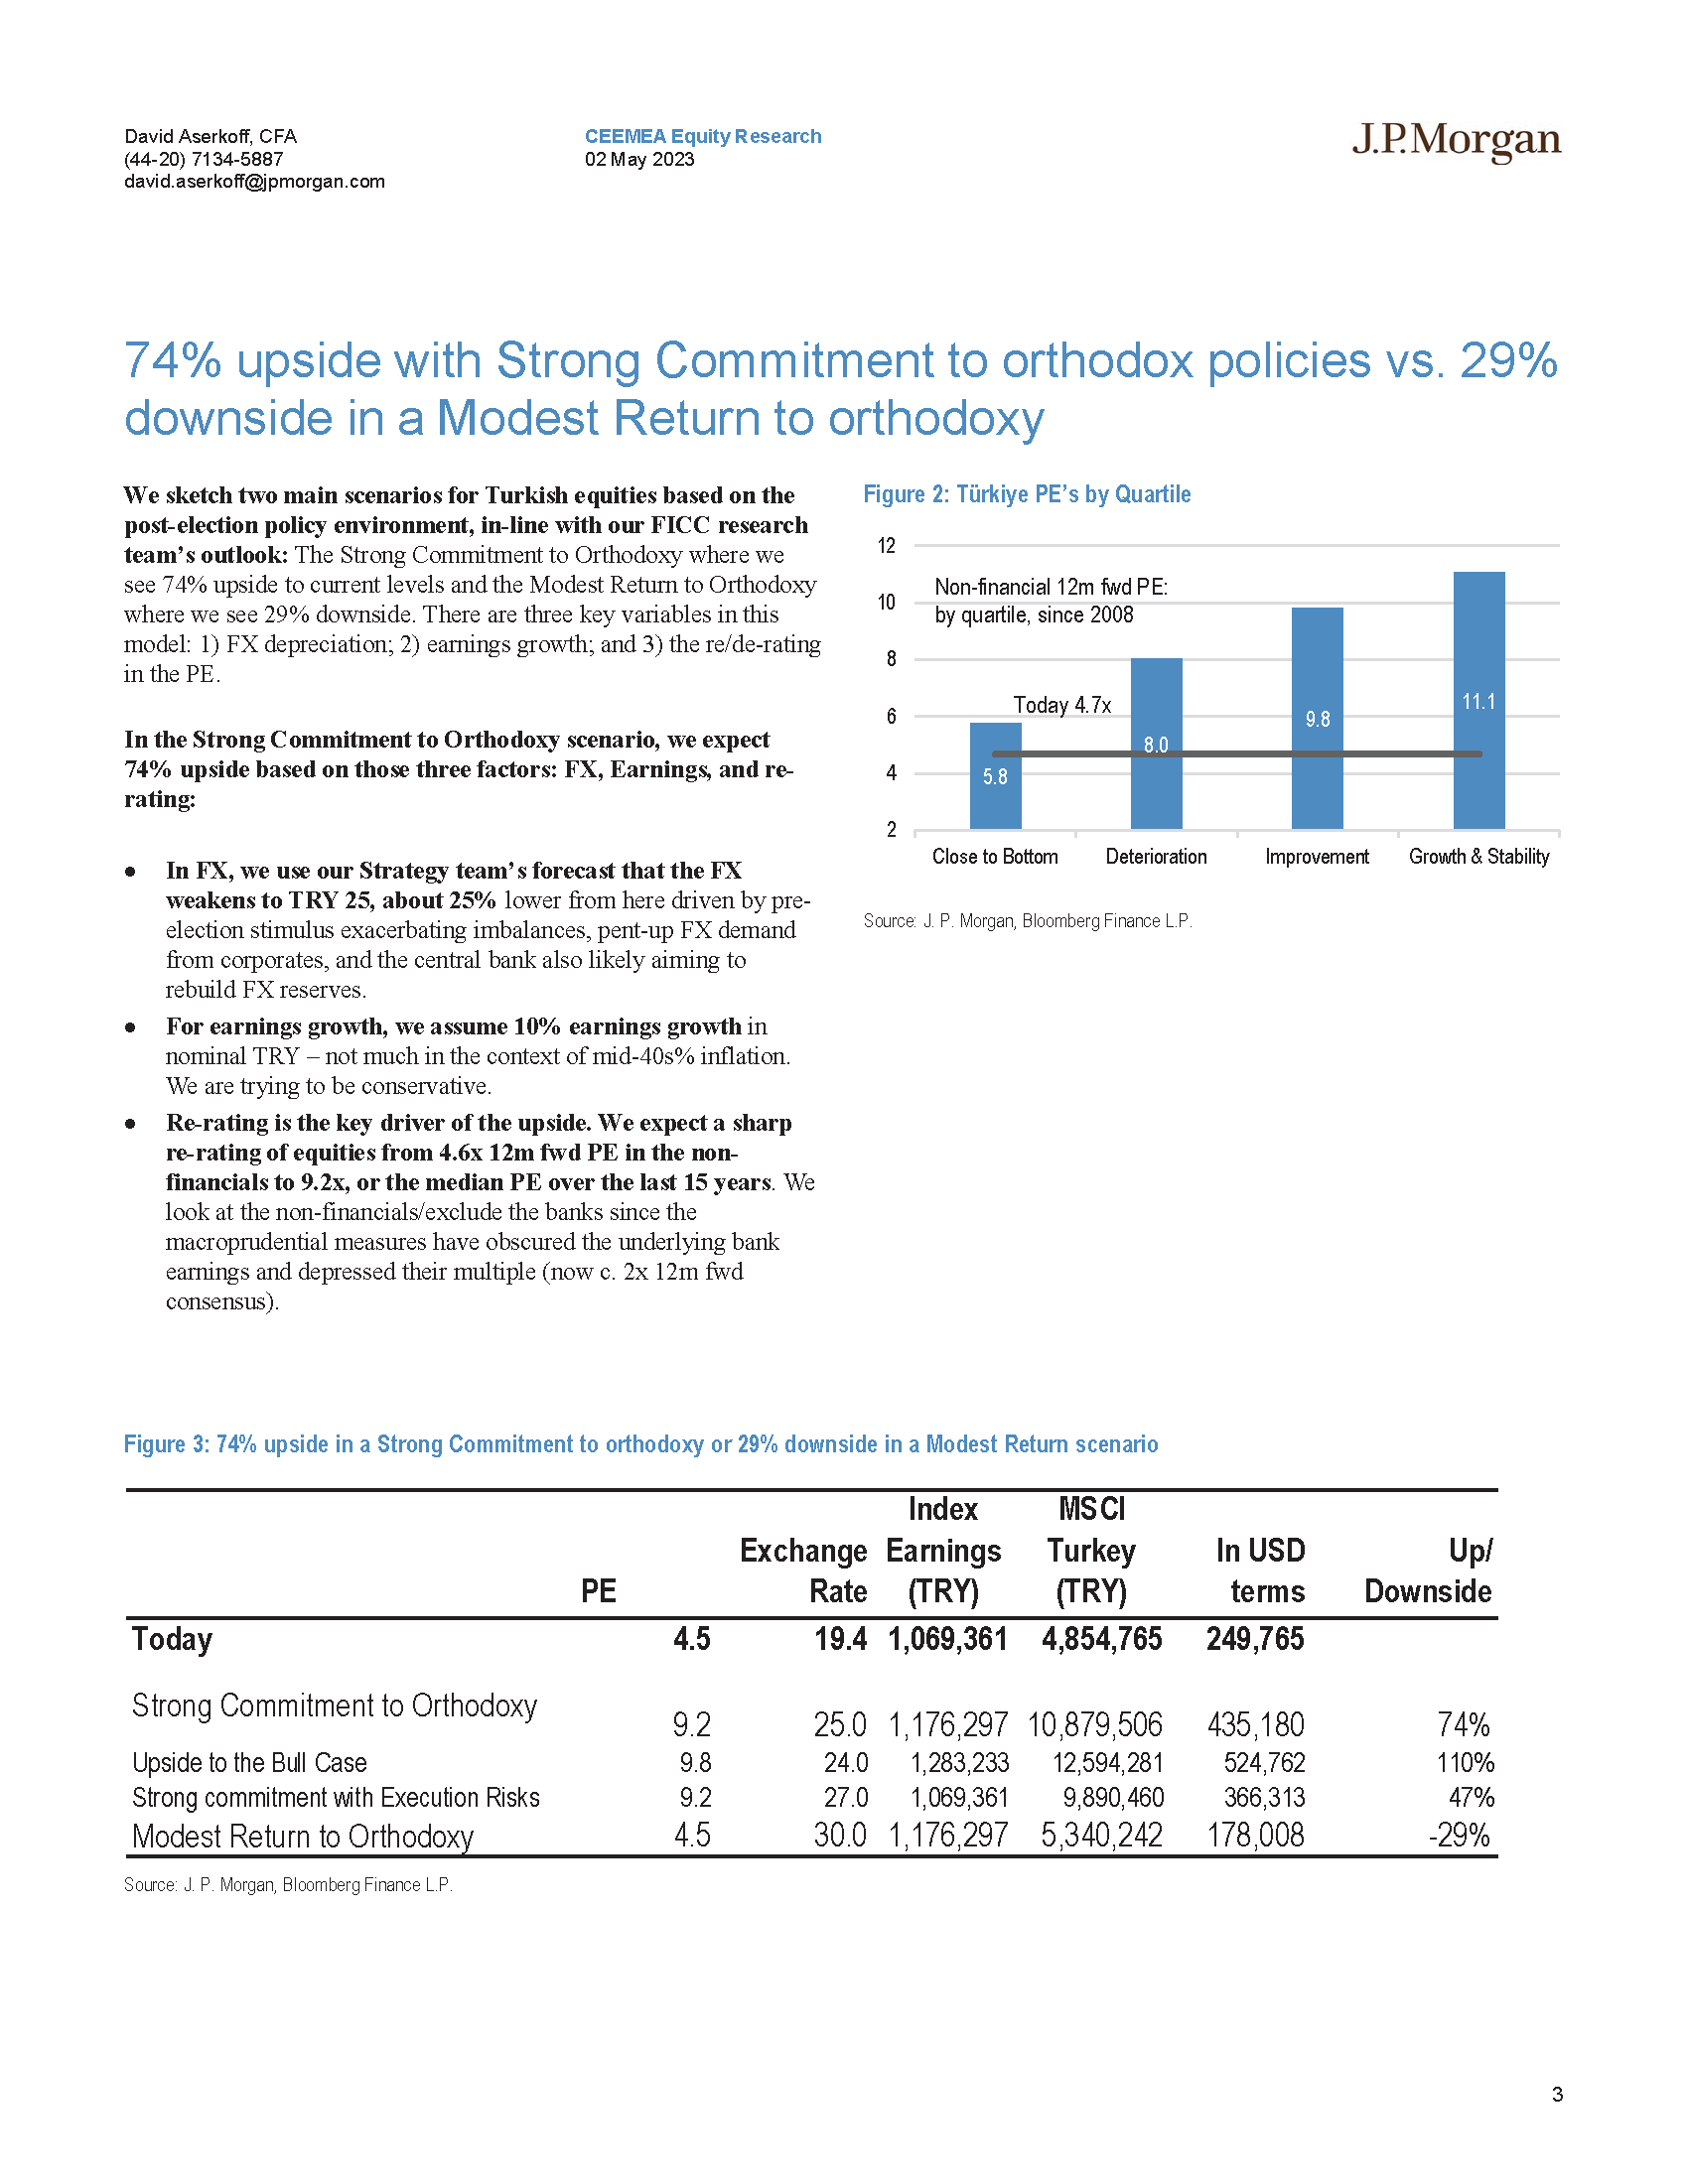 David Aserkoff, CFA
(44-20) 7134-5887
david.aserkoff@jpmorgan.com
CEEMEA Equity Research
02 May 2023
J.P.Morgan
74% upside with Strong Commitment to orthodox policies vs. 29%
downside in a Modest Return to orthodoxy
We sketch two main scenarios for Turkish equities based on the
post-election policy environment, in-line with our FICC research
team's outlook: The Strong Commitment to Orthodoxy where we
see 74% upside to current levels and the Modest Return to Orthodoxy
where we see 29% downside. There are three key variables in this
model: 1) FX depreciation; 2) earnings growth; and 3) the re/de-rating
in the PE.
In the Strong Commitment to Orthodoxy scenario, we expect
74% upside based on those three factors: FX, Earnings, and re-
rating:
• In FX, we use our Strategy team's forecast that the FX
weakens to TRY 25, about 25% lower from here driven by pre-
election stimulus exacerbating imbalances, pent-up FX demand
from corporates, and the central bank also likely aiming to
rebuild FX reserves.
• For earnings growth, we assume 10% earnings growth in
nominal TRY – not much in the context of mid-40s% inflation.
We are trying to be conservative.
• Re-rating is the key driver of the upside. We expect a sharp
re-rating of equities from 4.6x 12m fwd PE in the non-
financials to 9.2x, or the median PE over the last 15 years. We
look at the non-financials/exclude the banks since the
macroprudential measures have obscured the underlying bank
earnings and depressed their multiple (now c. 2x 12m fwd
consensus).
Figure 2: Türkiye PE's by Quartile
12
10
8
6
4
2
Non-financial 12m fwd PE:
by quartile, since 2008
Today 4.7x
5.8
8.0
9.8
11.1
Close to Bottom Deterioration Improvement Growth & Stability
Source: J. P. Morgan, Bloomberg Finance L.P.
Figure 3: 74% upside in a Strong Commitment to orthodoxy or 29% downside in a Modest Return scenario
Index MSCI
Exchange Earnings Turkey In USD Up/
PE Rate (TRY) (TRY) terms Downside
Today 4.5 19.4 1,069,361 4,854,765 249,765
Strong Commitment to Orthodoxy 9.2 25.0 1,176,297 10,879,506 435,180 74%
Upside to the Bull Case 9.8 24.0 1,283,233 12,594,281 524,762 110%
Strong commitment with Execution Risks 9.2 27.0 1,069,361 9,890,460 366,313 47%
Modest Return to Orthodoxy 4.5 30.0 1,176,297 5,340,242 178,008 -29%
Source: J. P. Morgan, Bloomberg Finance L.P.
3